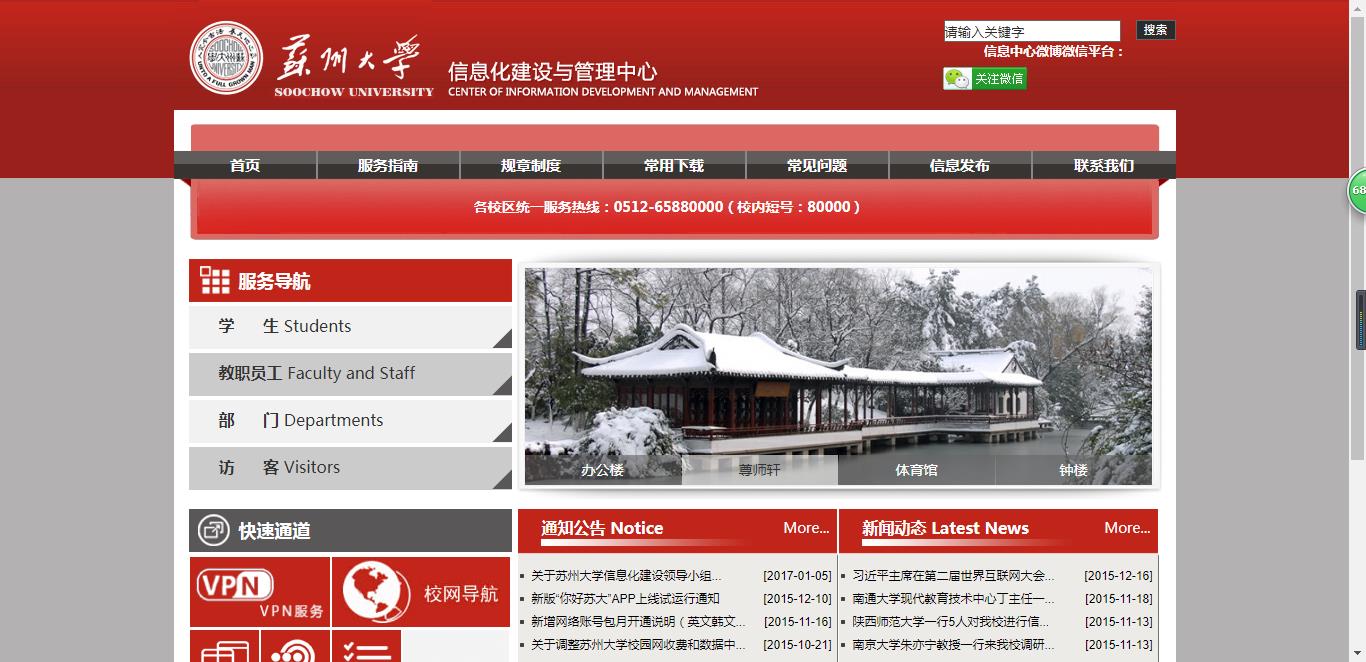 请输入关键字
搜索
蘇州大学
SOOCHOW UNIVERSITY
信息化建设与管理中心
CENTER OF INFORMATION DEVELOPMENT AND MANAGEMENT
信息中心微博微信平台：
关注微信
首页 服务指南 规章制度 常用下载 常见问题 信息发布 联系我们
各校区统一服务热线：0512-65880000（校内短号：80000）
68
服务导航
学 生 Students
教职员工 Faculty and Staff
部 门 Departments
访 客 Visitors
办公楼 尊师轩 体育馆 钟楼
快速通道
VPN
VPN服务
校网导航
通知公告 Notice More...
关于苏州大学信息化建设领导小组... [2017-01-05]
新版“你好苏大”APP上线试运行通知 [2015-12-10]
新增网络账号包月开通说明（英文韩文... [2015-11-16]
关于调整苏州大学校园网收费和数据中... [2015-10-21]
新闻动态 Latest News More...
习近平主席在第二届世界互联网大会... [2015-12-16]
南通大学现代教育技术中心丁主任一... [2015-11-18]
陕西师范大学一行5人对我校进行信... [2015-11-13]
南京大学朱亦宁教授一行来我校调研... [2015-11-13]